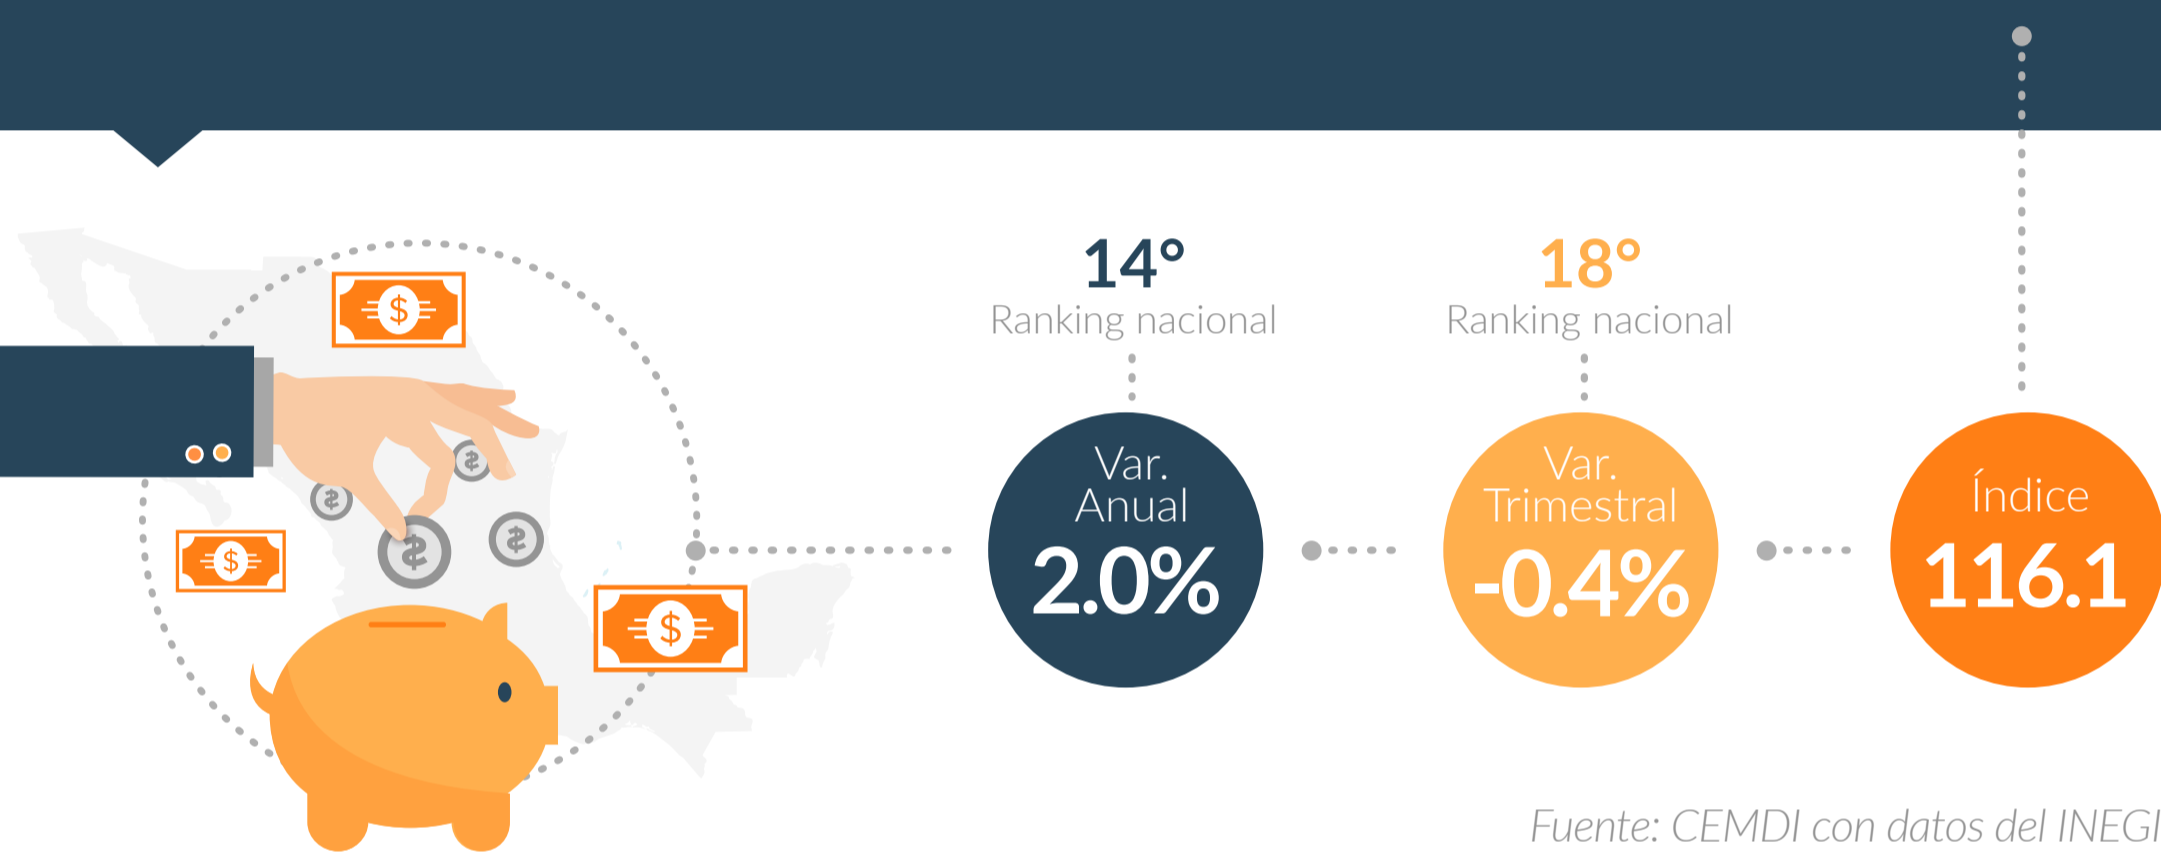 14°
Ranking nacional
18°
Ranking nacional
Var.
Anual
2.0%
Var.
Trimestral
-0.4%
Índice
116.1
$
$
$
$
$
$
$
Fuente: CEMDI con datos del INEGI